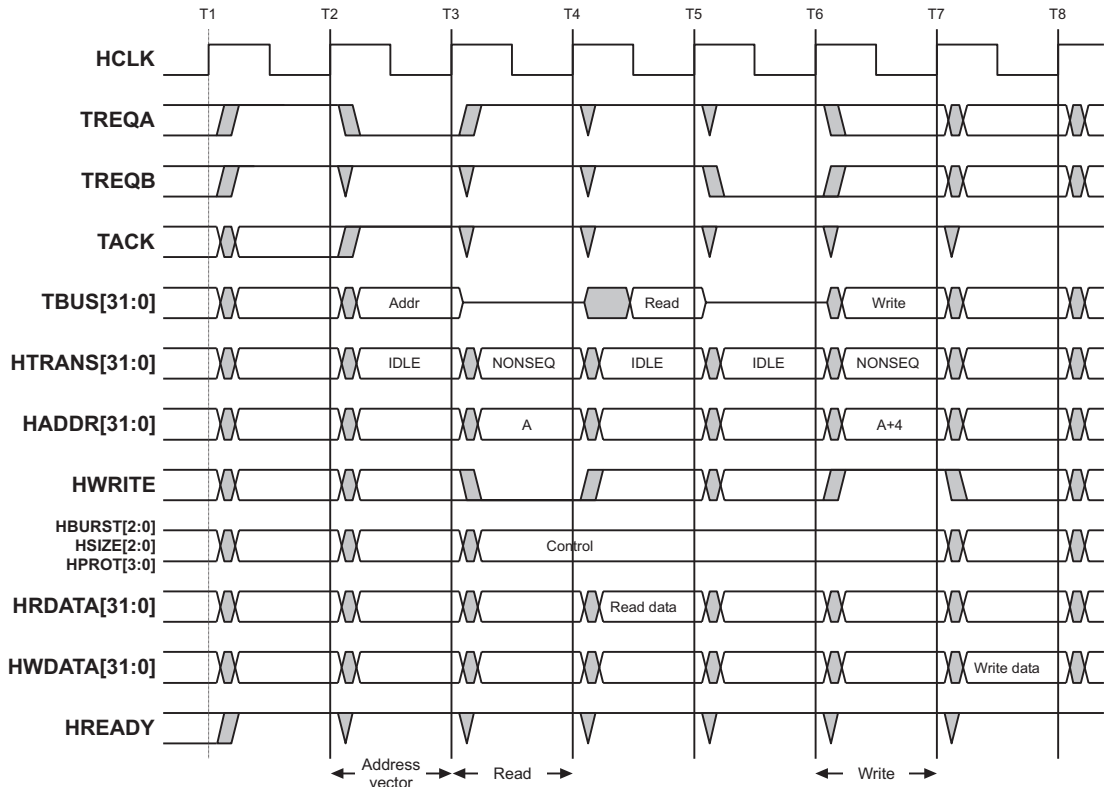 T1 T2 T3 T4 T5 T6 T7 T8
HCLK
TREQA
TREQB
TACK
TBUS[31:0] Addr Read Write
HTRANS[31:0] IDLE NONSEQ IDLE IDLE NONSEQ
HADDR[31:0] A A+4
HWRITE
HBURST[2:0]
HSIZE[2:0] Control
HPROT[3:0]
HRDATA[31:0] Read data
HWDATA[31:0] Write data
HREADY
Address
vector Read Write